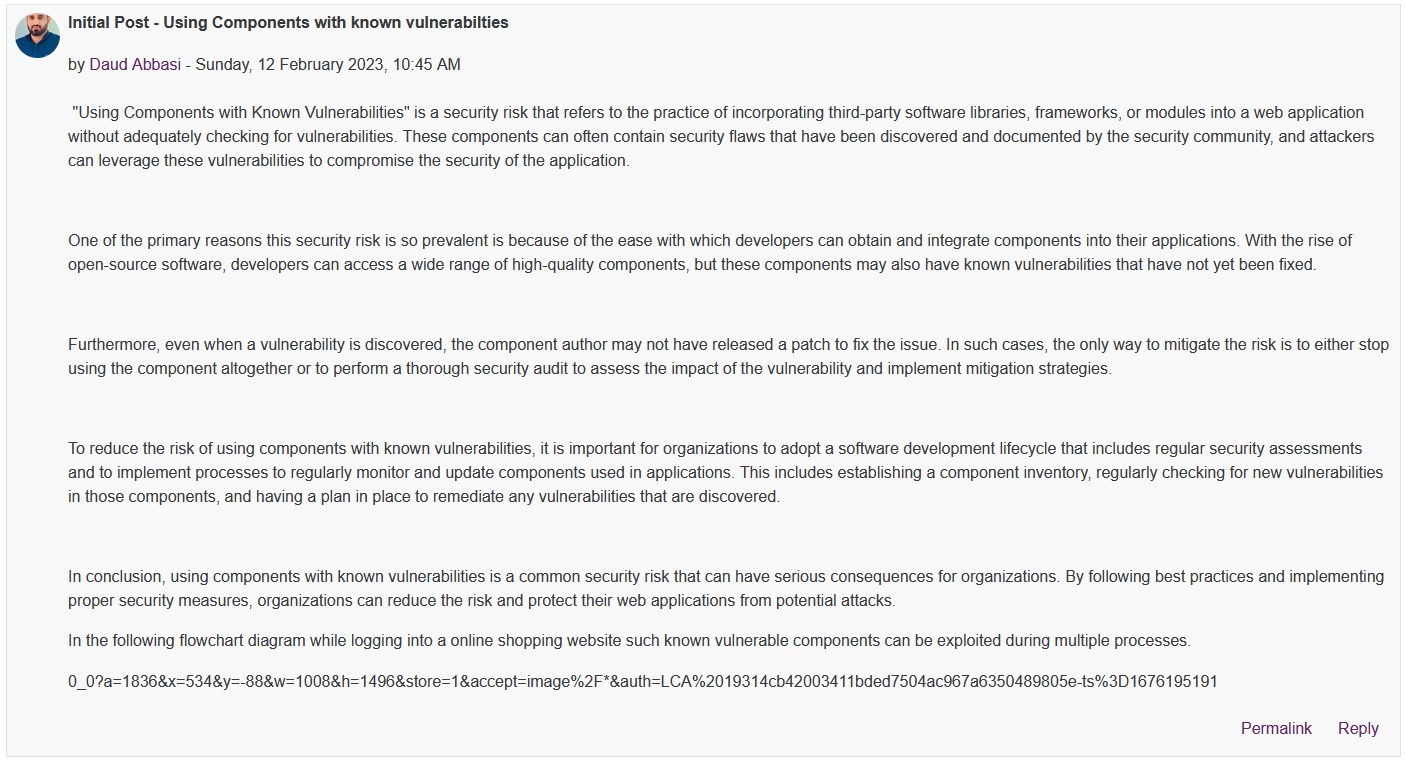 Initial Post - Using Components with known vulnerabilties
by Daud Abbasi - Sunday, 12 February 2023, 10:45 AM
"Using Components with Known Vulnerabilities" is a security risk that refers to the practice of incorporating third-party software libraries, frameworks, or modules into a web application
without adequately checking for vulnerabilities. These components can often contain security flaws that have been discovered and documented by the security community, and attackers
can leverage these vulnerabilities to compromise the security of the application.
One of the primary reasons this security risk is so prevalent is because of the ease with which developers can obtain and integrate components into their applications. With the rise of
open-source software, developers can access a wide range of high-quality components, but these components may also have known vulnerabilities that have not yet been fixed.
Furthermore, even when a vulnerability is discovered, the component author may not have released a patch to fix the issue. In such cases, the only way to mitigate the risk is to either stop
using the component altogether or to perform a thorough security audit to assess the impact of the vulnerability and implement mitigation strategies.
To reduce the risk of using components with known vulnerabilities, it is important for organizations to adopt a software development lifecycle that includes regular security assessments
and to implement processes to regularly monitor and update components used in applications. This includes establishing a component inventory, regularly checking for new vulnerabilities
in those components, and having a plan in place to remediate any vulnerabilities that are discovered.
In conclusion, using components with known vulnerabilities is a common security risk that can have serious consequences for organizations. By following best practices and implementing
proper security measures, organizations can reduce the risk and protect their web applications from potential attacks.
In the following flowchart diagram while logging into a online shopping website such known vulnerable components can be exploited during multiple processes.
0_0?a=1836&x=534&y=-88&w=1008&h=1496&store=1&accept=image%2F*&auth=LCA%2019314cb42003411bded7504ac967a6350489805e-ts%3D1676195191
Permalink Reply